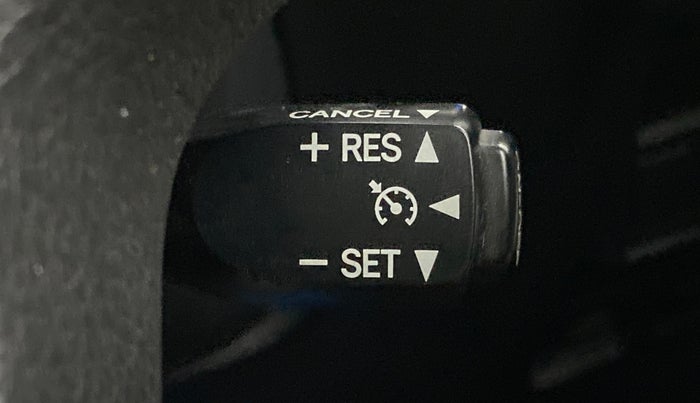 CANCEL
+ RES
- SET